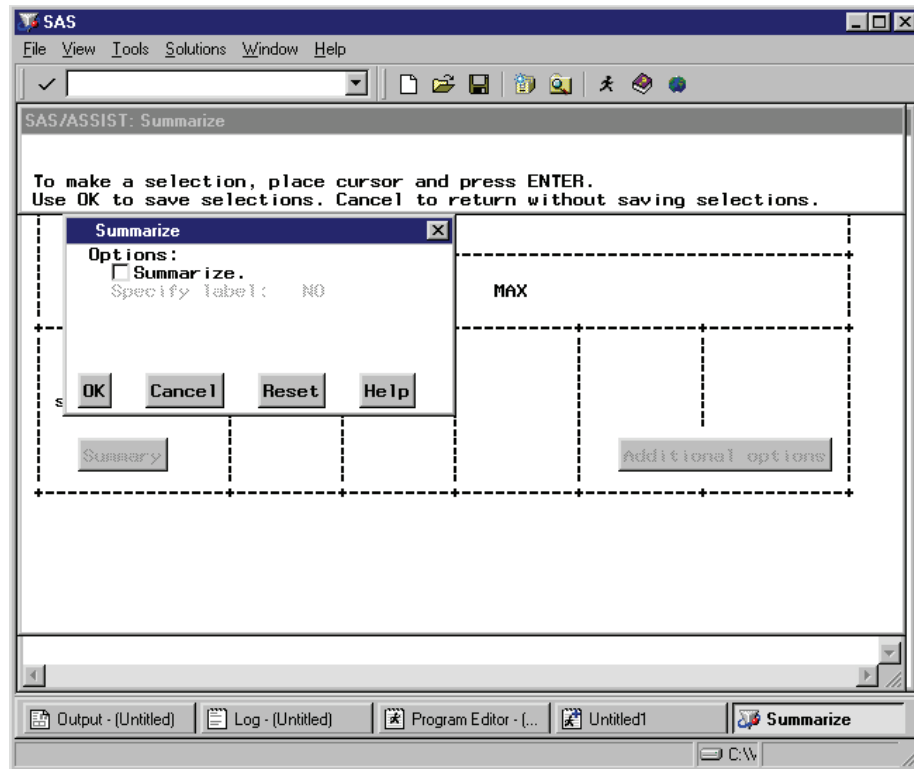 SAS
File View Tools Solutions Window Help
SAS/ASSIST: Summarize
To make a selection, place cursor and press ENTER.
Use OK to save selections. Cancel to return without saving selections.
Summarize
Options:
Summarize.
Specify label: NO
MAX
OK Cancel Reset Help
s
Summary Additional options
Output - (Untitled) Log - (Untitled) Program Editor - (... Untitled1 Summarize
C:\